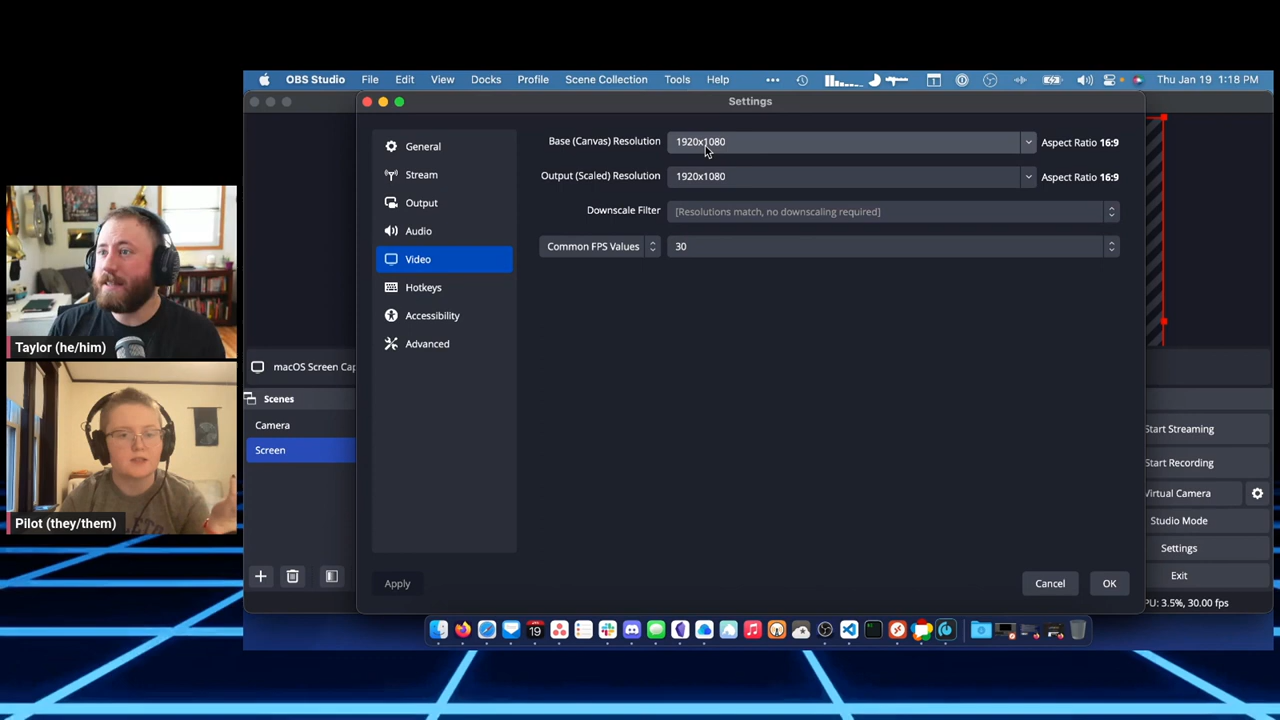 OBS Studio File Edit View Docks Profile Scene Collection Tools Help ••• 1 Thu Jan 19 1:18 PM
Settings
General
Stream
Output
Audio
Video
Hotkeys
Accessibility
Advanced
Base (Canvas) Resolution 1920x1080 Aspect Ratio 16:9
Output (Scaled) Resolution 1920x1080 Aspect Ratio 16:9
Downscale Filter [Resolutions match, no downscaling required]
Common FPS Values 30
Apply
Cancel OK
macOS Screen Cap
Scenes
Camera
Screen
Start Streaming
Start Recording
Virtual Camera
Studio Mode
Settings
Exit
PU: 3.5%, 30.00 fps
19
Taylor (he/him)
Pilot (they/them)